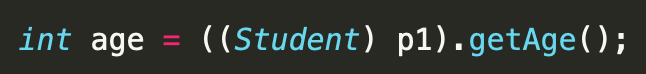 int age = ((Student) p1).getAge();